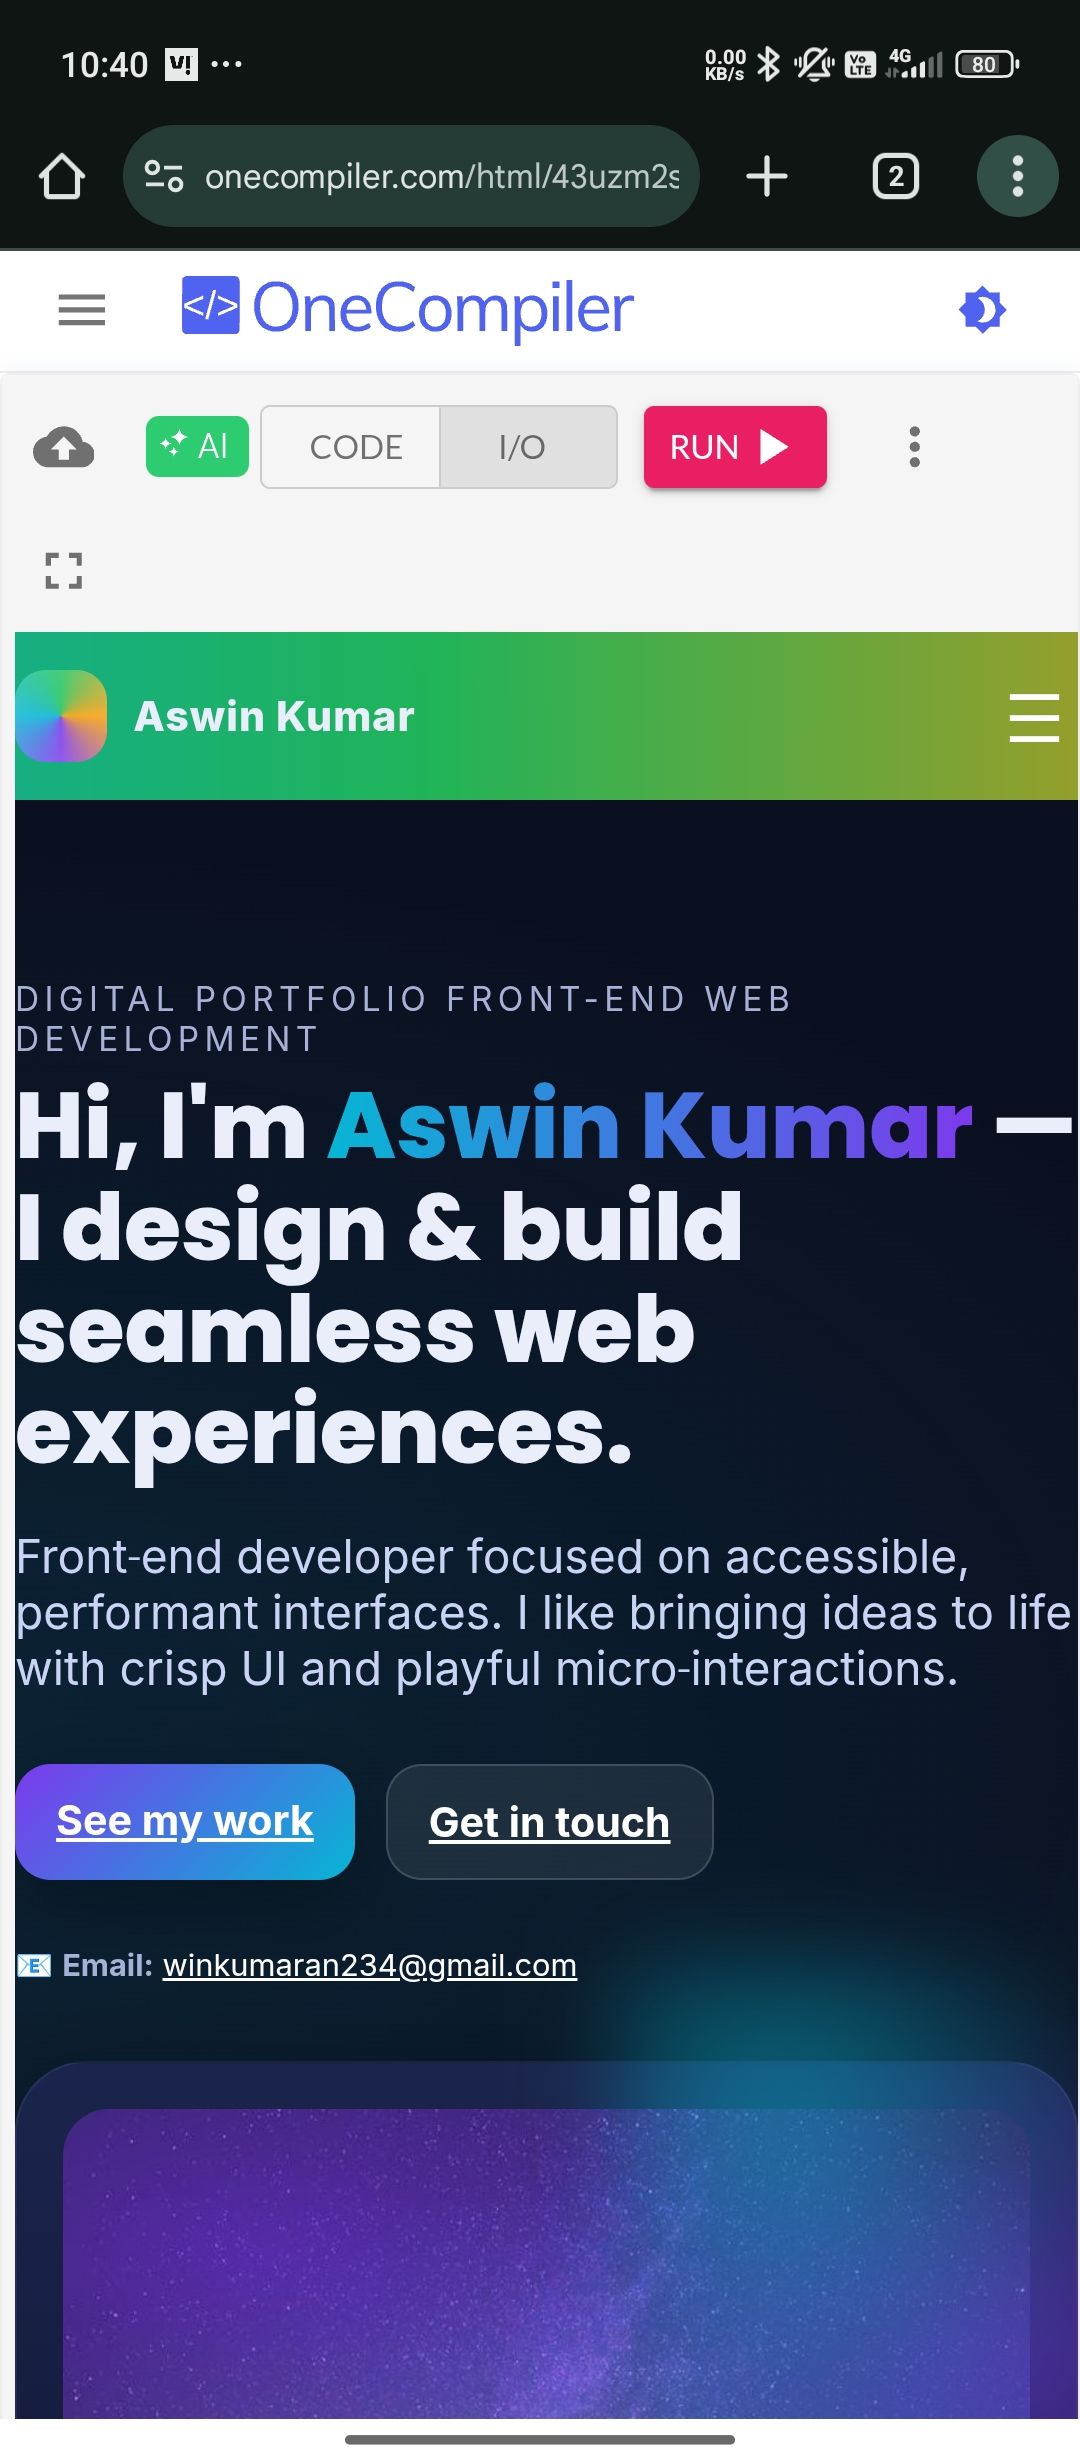 10:40 V! ... 0.00 KB/s Vo LTE 4G 80
onecompiler.com/html/43uzm2s
2
</> OneCompiler
AI CODE I/O RUN
Aswin Kumar
DIGITAL PORTFOLIO FRONT-END WEB
DEVELOPMENT
Hi, I'm Aswin Kumar —
I design & build
seamless web
experiences.
Front-end developer focused on accessible,
performant interfaces. I like bringing ideas to life
with crisp UI and playful micro-interactions.
See my work Get in touch
📧 Email: winkumaran234@gmail.com